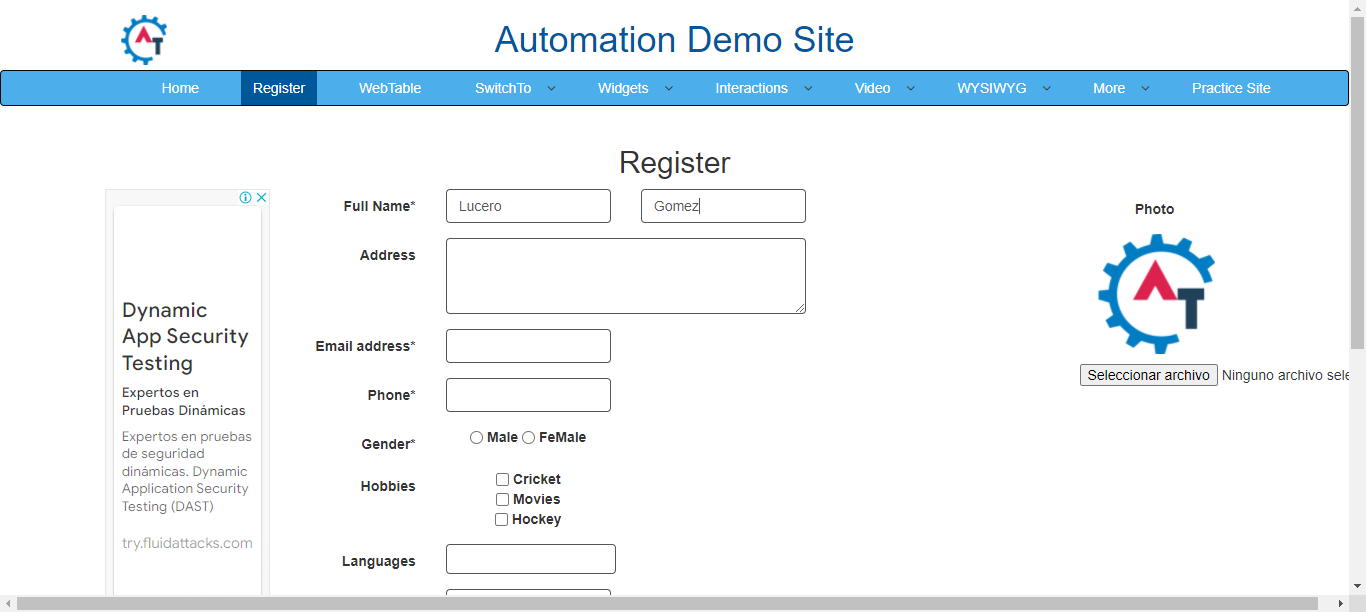 AT
Automation Demo Site
Home Register WebTable SwitchTo Widgets Interactions Video WYSIWYG More Practice Site
Register
Full Name* Lucero Gomez
Photo
Address
AT
Dynamic
App Security
Testing
Expertos en
Pruebas Dinámicas
Expertos en pruebas
de seguridad
dinámicas. Dynamic
Application Security
Testing (DAST)
try.fluidattacks.com
Email address*
Seleccionar archivo Ninguno archivo sele
Phone*
Gender* Male FeMale
Hobbies
Cricket
Movies
Hockey
Languages